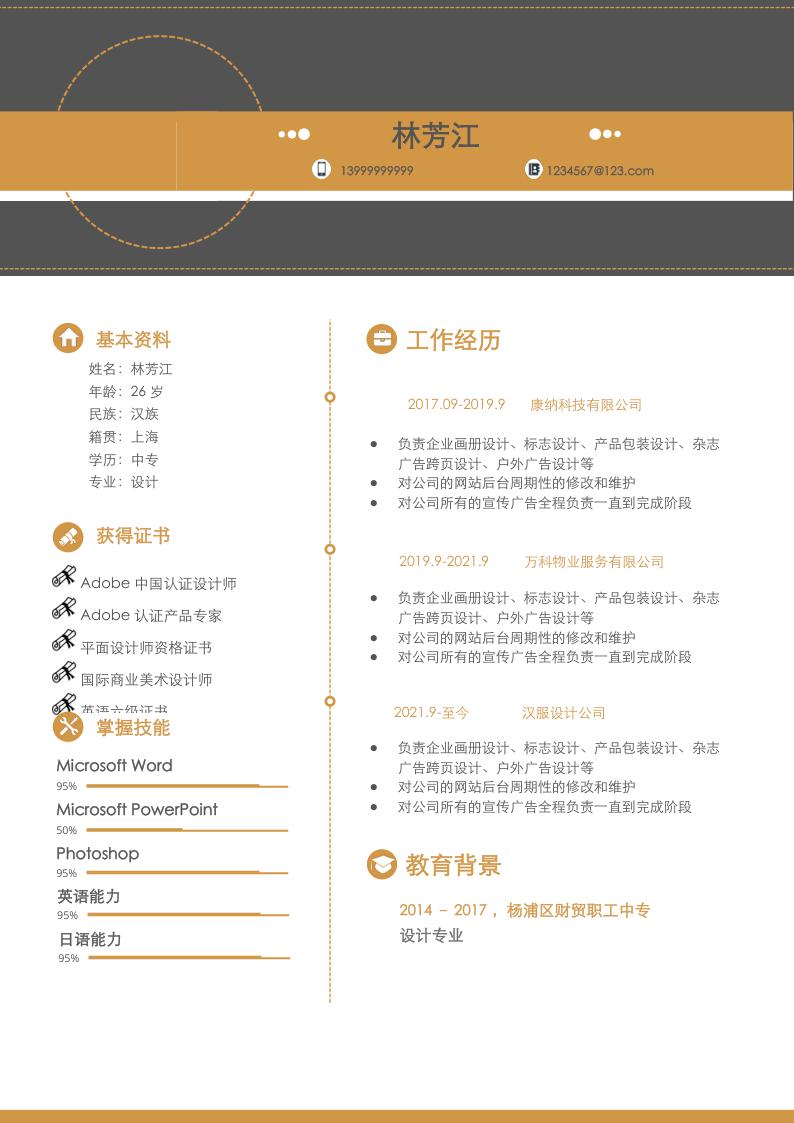 林芳江
13999999999
1234567@123.com
基本资料
姓名：林芳江
年龄：26 岁
民族：汉族
籍贯：上海
学历：中专
专业：设计
获得证书
Adobe 中国认证设计师
Adobe 认证产品专家
平面设计师资格证书
国际商业美术设计师
英语六级证书
掌握技能
Microsoft Word
95%
Microsoft PowerPoint
50%
Photoshop
95%
英语能力
95%
日语能力
95%
工作经历
2017.09-2019.9 康纳科技有限公司
● 负责企业画册设计、标志设计、产品包装设计、杂志
广告跨页设计、户外广告设计等
● 对公司的网站后台周期性的修改和维护
● 对公司所有的宣传广告全程负责一直到完成阶段
2019.9-2021.9 万科物业服务有限公司
● 负责企业画册设计、标志设计、产品包装设计、杂志
广告跨页设计、户外广告设计等
● 对公司的网站后台周期性的修改和维护
● 对公司所有的宣传广告全程负责一直到完成阶段
2021.9-至今 汉服设计公司
● 负责企业画册设计、标志设计、产品包装设计、杂志
广告跨页设计、户外广告设计等
● 对公司的网站后台周期性的修改和维护
● 对公司所有的宣传广告全程负责一直到完成阶段
教育背景
2014 – 2017 ，杨浦区财贸职工中专
设计专业